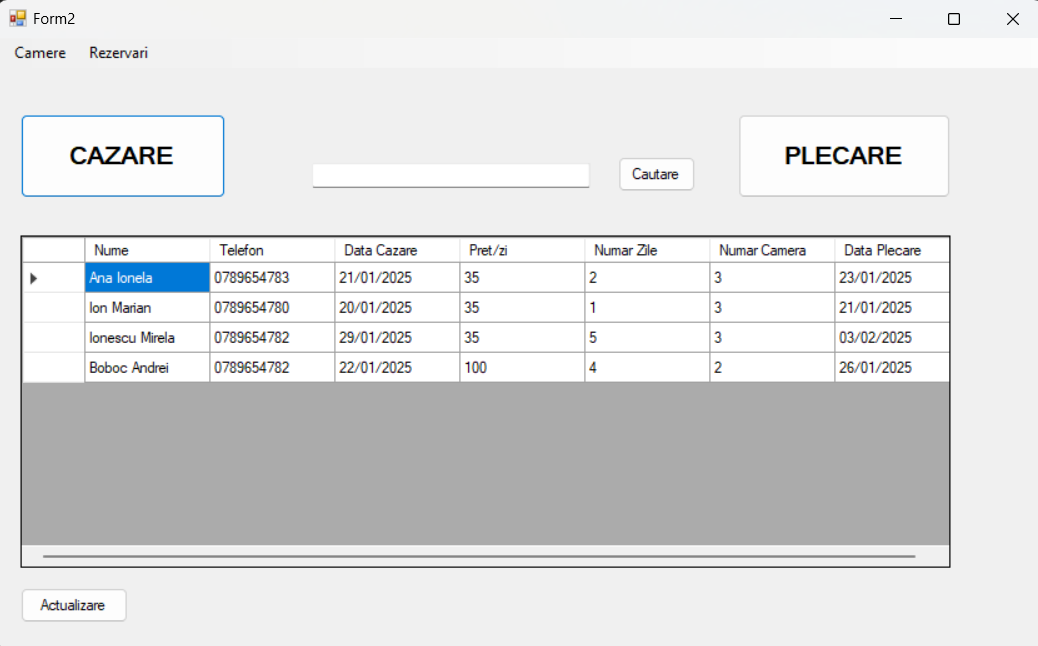 Form2
Camere Rezervari
CAZARE
Cautare
PLECARE
Nume Telefon Data Cazare Pret/zi Numar Zile Numar Camera Data Plecare
Ana Ionela 0789654783 21/01/2025 35 2 3 23/01/2025
Ion Marian 0789654780 20/01/2025 35 1 3 21/01/2025
Ionescu Mirela 0789654782 29/01/2025 35 5 3 03/02/2025
Boboc Andrei 0789654782 22/01/2025 100 4 2 26/01/2025
Actualizare